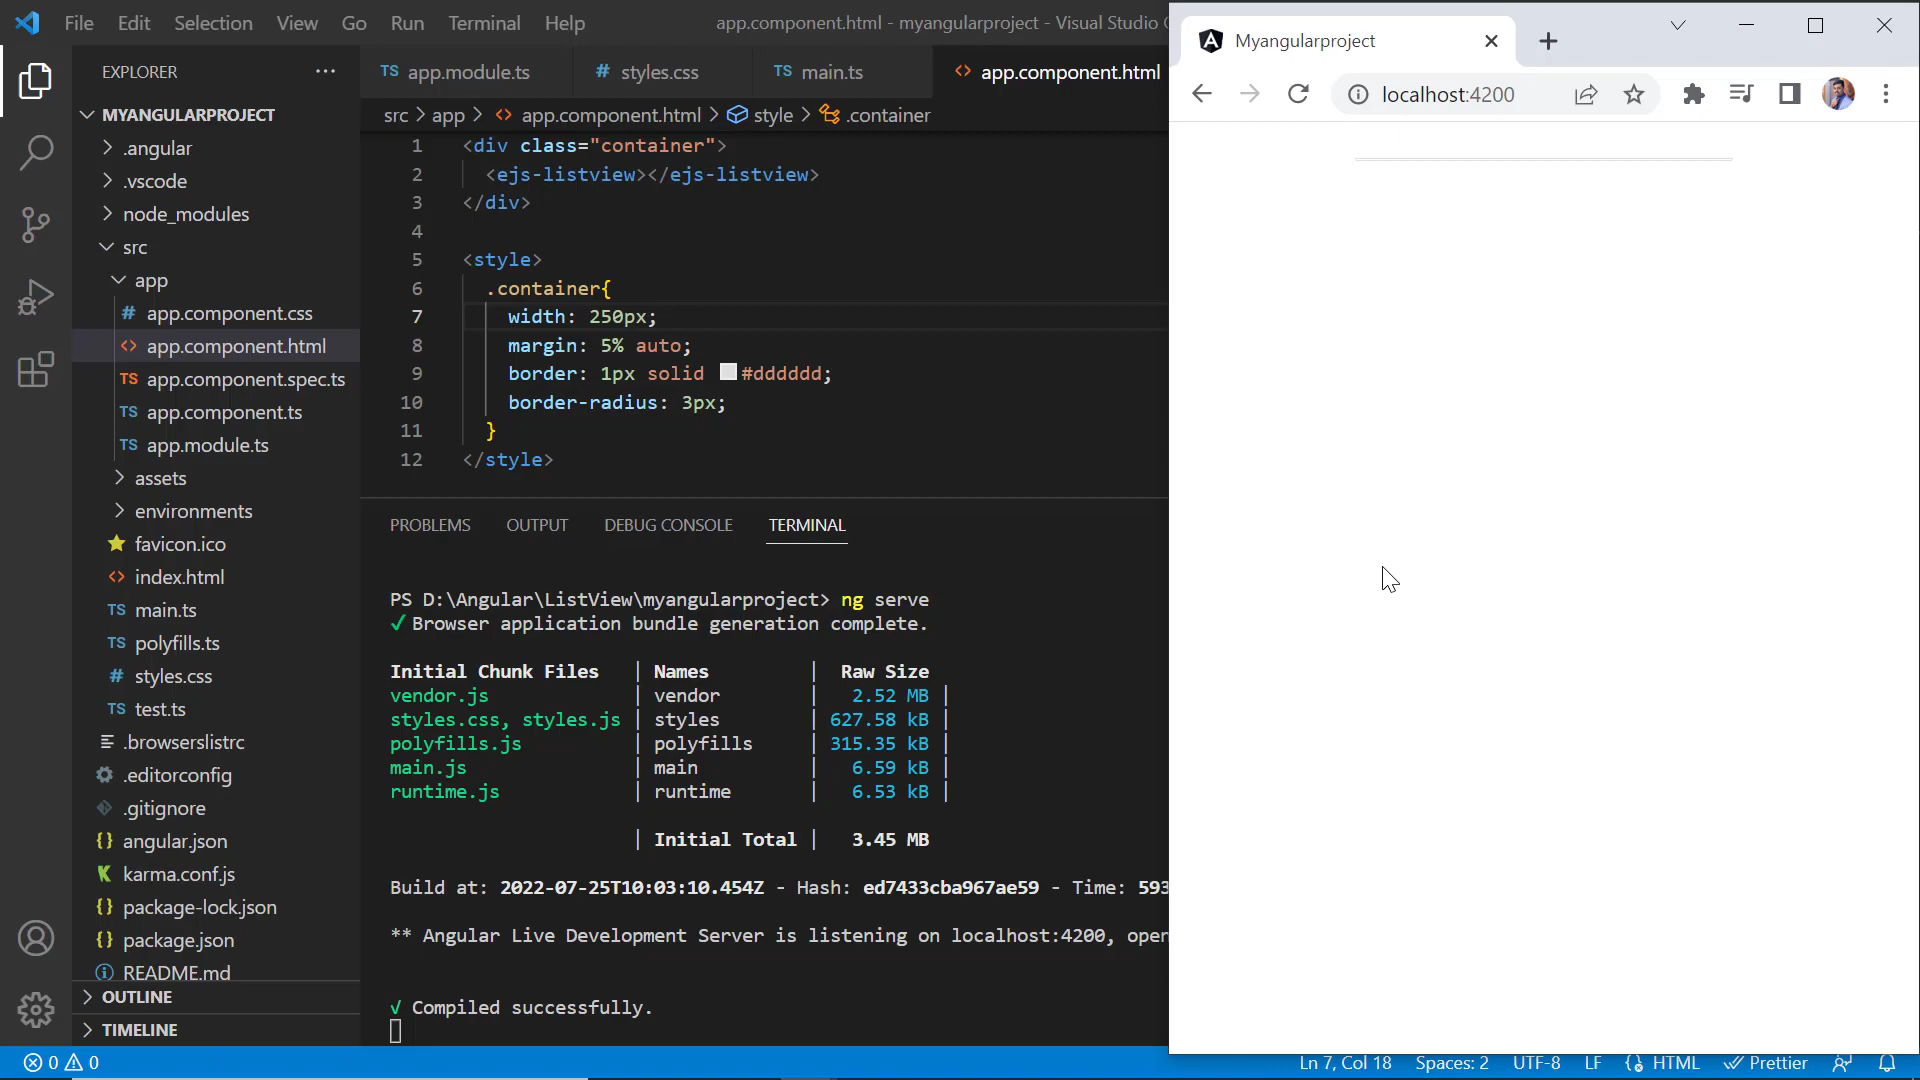 File Edit Selection View Go Run Terminal Help
app.component.html - myangularproject - Visual Studio
EXPLORER
MYANGULARPROJECT
.angular
.vscode
node_modules
src
app
app.component.css
app.component.html
app.component.spec.ts
app.component.ts
app.module.ts
assets
environments
favicon.ico
index.html
main.ts
polyfills.ts
styles.css
test.ts
.browserslistrc
.editorconfig
.gitignore
angular.json
karma.conf.js
package-lock.json
package.json
README.md
OUTLINE
TIMELINE
TS app.module.ts # styles.css TS main.ts <> app.component.html
src > app > <> app.component.html > style > .container
1 <div class="container">
2 <ejs-listview></ejs-listview>
3 </div>
4
5 <style>
6 .container{
7 width: 250px;
8 margin: 5% auto;
9 border: 1px solid #dddddd;
10 border-radius: 3px;
11 }
12 </style>
PROBLEMS OUTPUT DEBUG CONSOLE TERMINAL
PS D:\Angular\ListView\myangularproject> ng serve
√ Browser application bundle generation complete.
Initial Chunk Files | Names | Raw Size
vendor.js | vendor | 2.52 MB |
styles.css, styles.js | styles | 627.58 kB |
polyfills.js | polyfills | 315.35 kB |
main.js | main | 6.59 kB |
runtime.js | runtime | 6.53 kB |
| Initial Total | 3.45 MB
Build at: 2022-07-25T10:03:10.454Z - Hash: ed7433cba967ae59 - Time: 593
** Angular Live Development Server is listening on localhost:4200, open
√ Compiled successfully.
0 0
Ln 7, Col 18 Spaces: 2 UTF-8 LF HTML Prettier
Myangularproject
localhost:4200